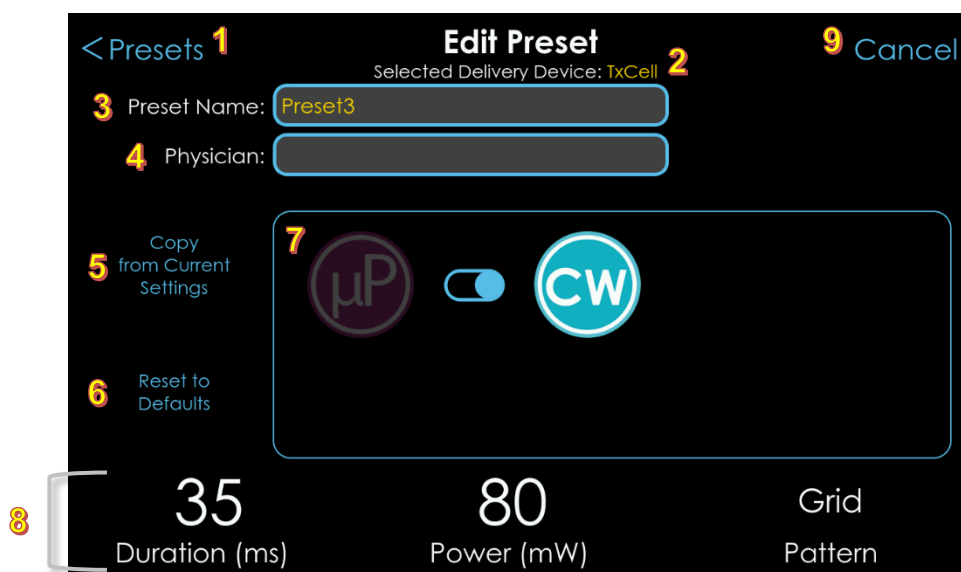 <Presets 1
Edit Preset
9 Cancel
Selected Delivery Device: TxCell 2
3 Preset Name: Preset3
4 Physician:
7
Copy
5 from Current
Settings
µP CW
Reset to
6 Defaults
8
35 80 Grid
Duration (ms) Power (mW) Pattern